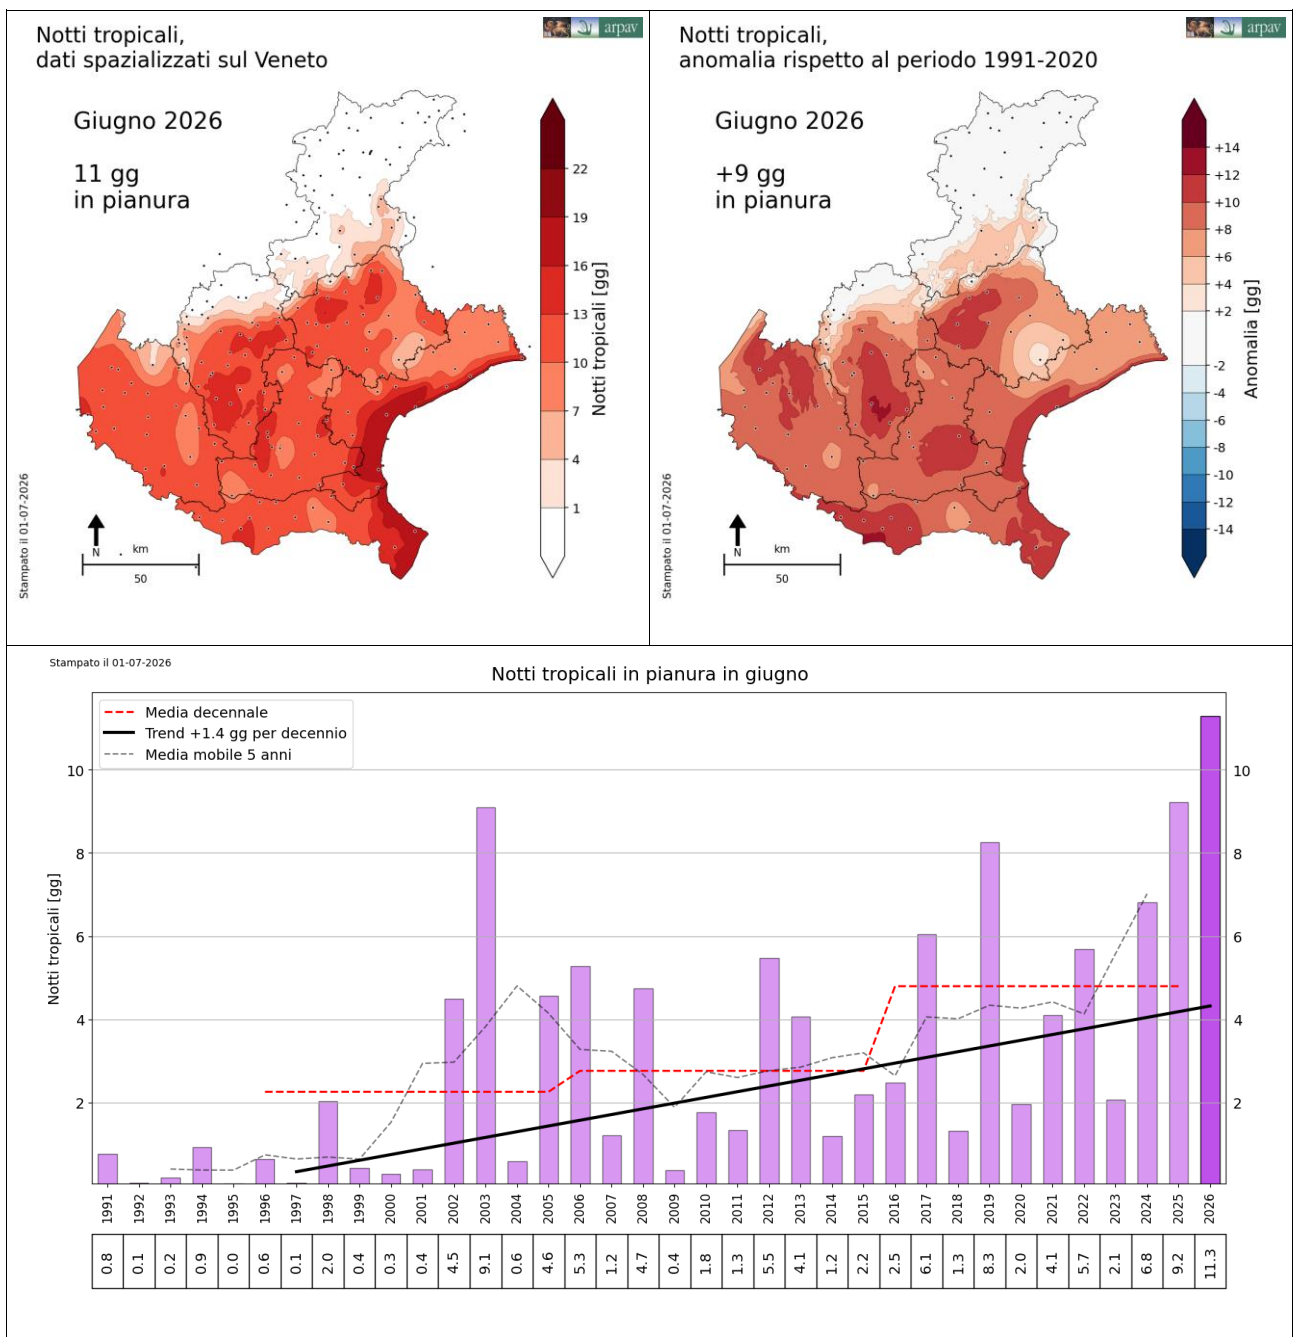 Notti tropicali,
dati spazializzati sul Veneto
arpav
Giugno 2026
11 gg
in pianura
22
19
16
13
10
7
4
1
Notti tropicali [gg]
Stampato il 01-07-2026
N
km
50
Notti tropicali,
anomalia rispetto al periodo 1991-2020
arpav
Giugno 2026
+9 gg
in pianura
+14
+12
+10
+8
+6
+4
+2
-2
-4
-6
-8
-10
-12
-14
Anomalia [gg]
Stampato il 01-07-2026
N
km
50
Stampato il 01-07-2026
Notti tropicali in pianura in giugno
Media decennale
Trend +1.4 gg per decennio
Media mobile 5 anni
Notti tropicali [gg]
10 10
8 8
6 6
4 4
2 2
1991 1992 1993 1994 1995 1996 1997 1998 1999 2000 2001 2002 2003 2004 2005 2006 2007 2008 2009 2010 2011 2012 2013 2014 2015 2016 2017 2018 2019 2020 2021 2022 2023 2024 2025 2026
0.8 0.1 0.2 0.9 0.0 0.6 0.1 2.0 0.4 0.3 0.4 4.5 9.1 0.6 4.6 5.3 1.2 4.7 0.4 1.8 1.3 5.5 4.1 1.2 2.2 2.5 6.1 1.3 8.3 2.0 4.1 5.7 2.1 6.8 9.2 11.3